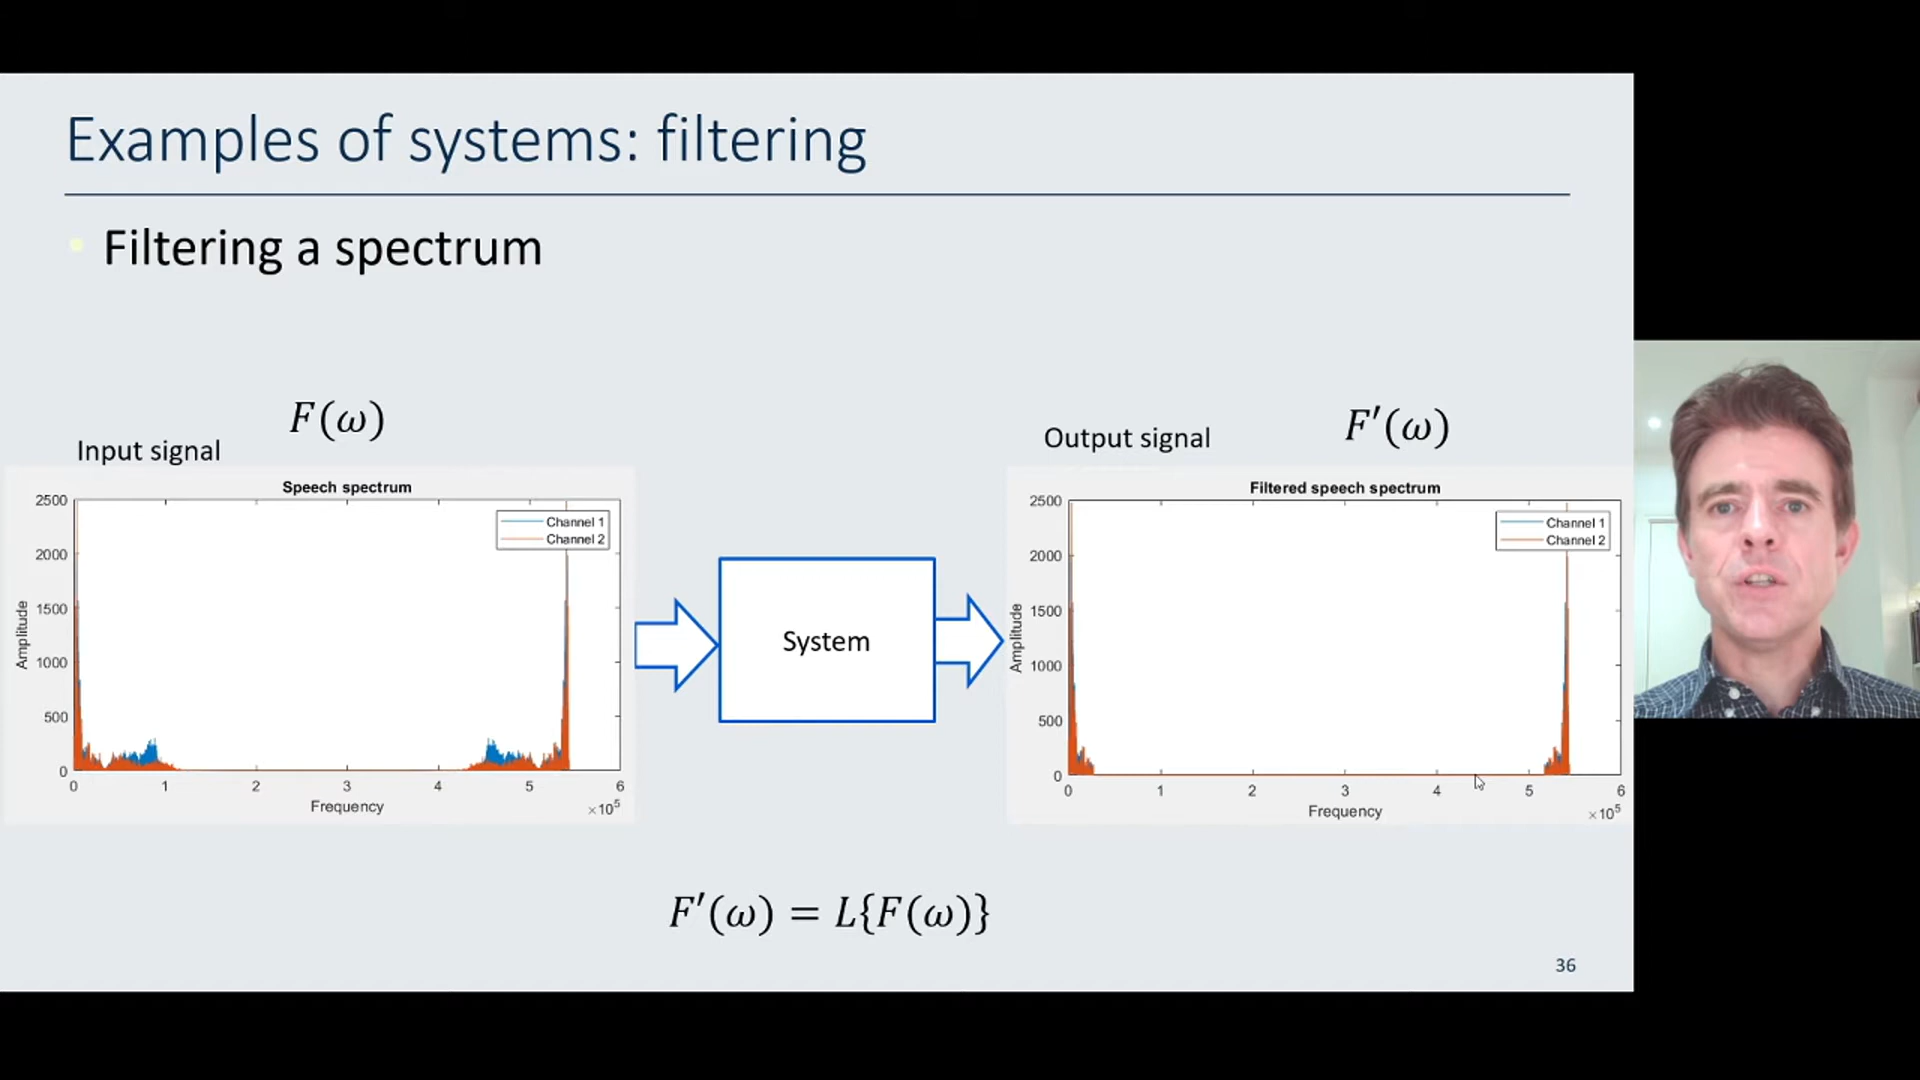 Examples of systems: filtering
• Filtering a spectrum
F(ω)
Input signal
Speech spectrum
2500
2000
1500
1000
500
0
Amplitude
Channel 1
Channel 2
0 1 2 3 4 5 6
Frequency
×10⁵
System
F′(ω)
Output signal
Filtered speech spectrum
2500
2000
1500
1000
500
0
Amplitude
Channel 1
Channel 2
0 1 2 3 4 5 6
Frequency
×10⁵
F′(ω) = L{F(ω)}
36